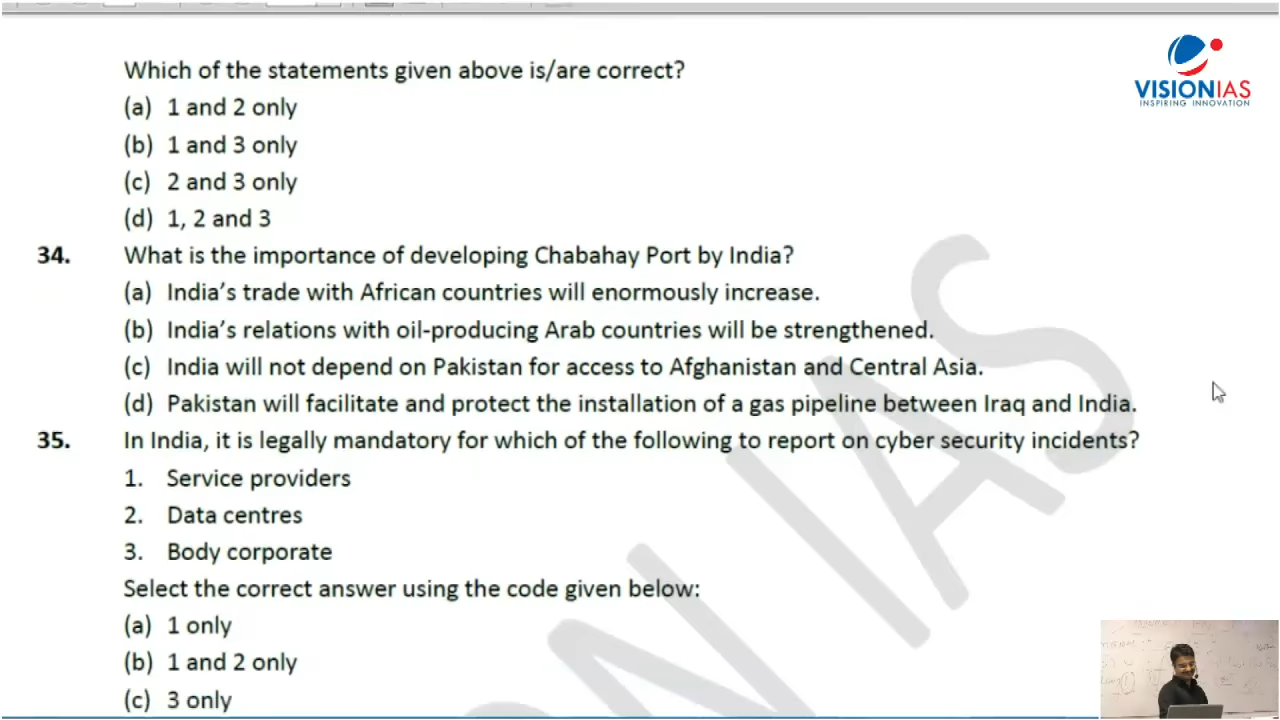 VISIONIAS
INSPIRING INNOVATION
Which of the statements given above is/are correct?
(a) 1 and 2 only
(b) 1 and 3 only
(c) 2 and 3 only
(d) 1, 2 and 3
34. What is the importance of developing Chabahay Port by India?
(a) India's trade with African countries will enormously increase.
(b) India's relations with oil-producing Arab countries will be strengthened.
(c) India will not depend on Pakistan for access to Afghanistan and Central Asia.
(d) Pakistan will facilitate and protect the installation of a gas pipeline between Iraq and India.
35. In India, it is legally mandatory for which of the following to report on cyber security incidents?
1. Service providers
2. Data centres
3. Body corporate
Select the correct answer using the code given below:
(a) 1 only
(b) 1 and 2 only
(c) 3 only
ON IAS